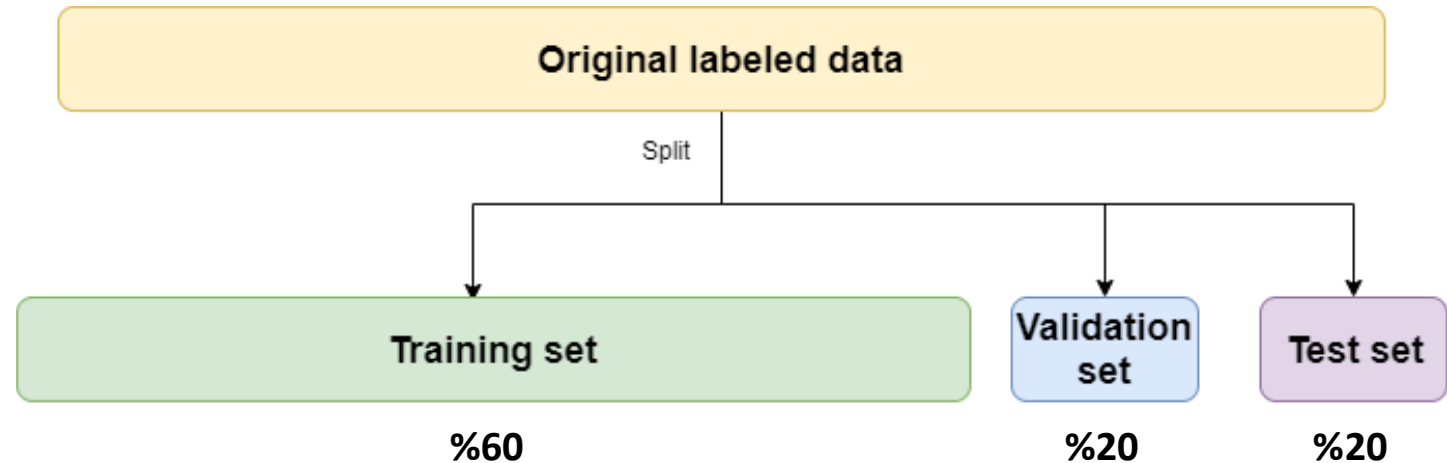 Original labeled data
Split
Training set
Validation
set
Test set
%60
%20
%20